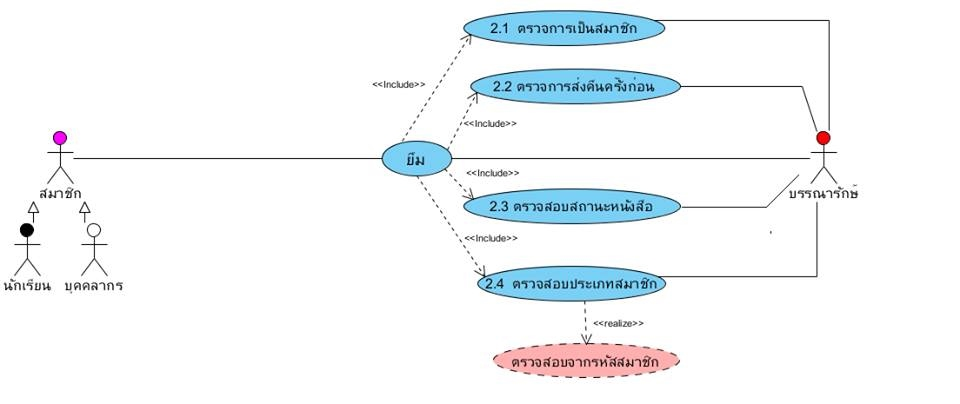 2.1 ตรวจการเป็นสมาชิก
<<Include>>
2.2 ตรวจการส่งคืนครั้งก่อน
<<Include>>
ยืม
<<Include>>
สมาชิก
บรรณารักษ์
2.3 ตรวจสอบสถานะหนังสือ
<<Include>>
2.4 ตรวจสอบประเภทสมาชิก
นักเรียน
บุคคลากร
<<realize>>
ตรวจสอบจากรหัสสมาชิก